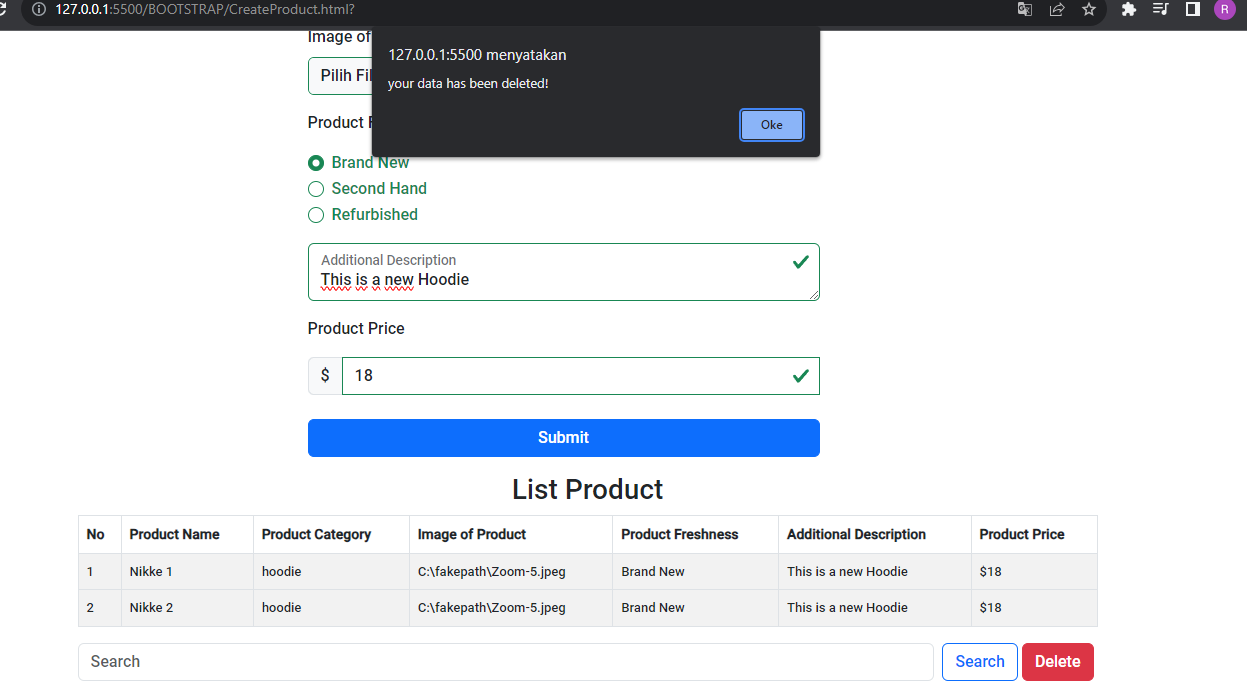 127.0.0.1:5500/BOOTSTRAP/CreateProduct.html?
R
Image of
127.0.0.1:5500 menyatakan
your data has been deleted!
Oke
Pilih Fil
Product F
Brand New
Second Hand
Refurbished
Additional Description
This is a new Hoodie
Product Price
$ 18
Submit
List Product
No Product Name Product Category Image of Product Product Freshness Additional Description Product Price
1 Nikke 1 hoodie C:\fakepath\Zoom-5.jpeg Brand New This is a new Hoodie $18
2 Nikke 2 hoodie C:\fakepath\Zoom-5.jpeg Brand New This is a new Hoodie $18
Search Search Delete